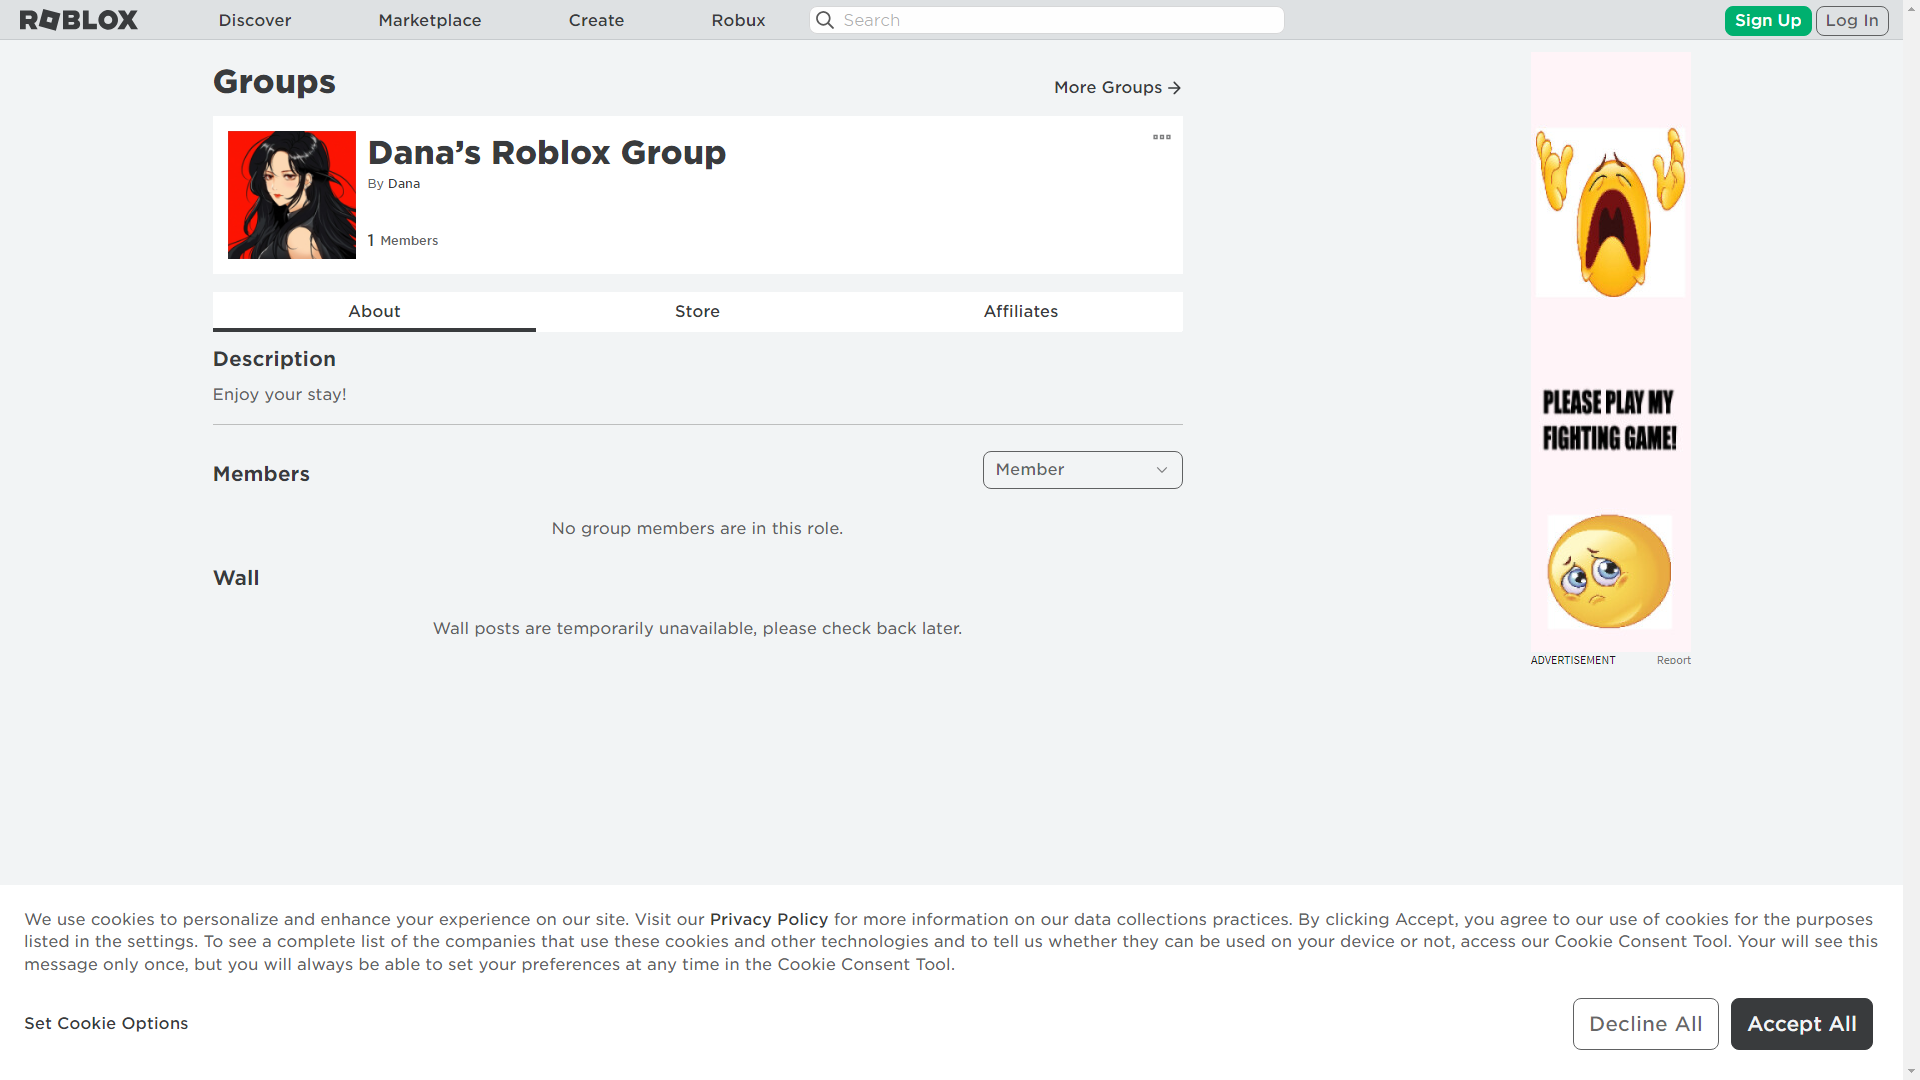 ROBLOX
Discover
Marketplace
Create
Robux
Search
Sign Up
Log In
Groups
More Groups
Dana’s Roblox Group
By Dana
1 Members
About
Store
Affiliates
Description
Enjoy your stay!
Members
Member
No group members are in this role.
Wall
Wall posts are temporarily unavailable, please check back later.
PLEASE PLAY MY
FIGHTING GAME!
ADVERTISEMENT
Report
We use cookies to personalize and enhance your experience on our site. Visit our Privacy Policy for more information on our data collections practices. By clicking Accept, you agree to our use of cookies for the purposes
listed in the settings. To see a complete list of the companies that use these cookies and other technologies and to tell us whether they can be used on your device or not, access our Cookie Consent Tool. Your will see this
message only once, but you will always be able to set your preferences at any time in the Cookie Consent Tool.
Set Cookie Options
Decline All
Accept All